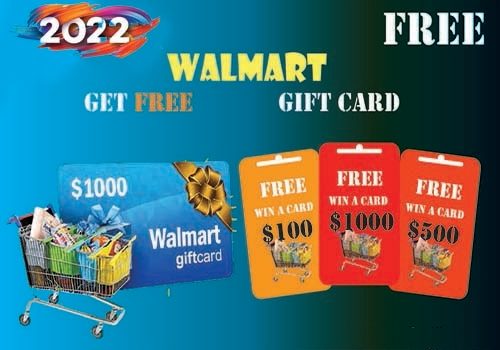 2022
FREE
WALMART
GET FREE GIFT CARD
$1000
Walmart
giftcard
FREE
WIN A CARD
$100
FREE
WIN A CARD
$1000
FREE
WIN A CARD
$500